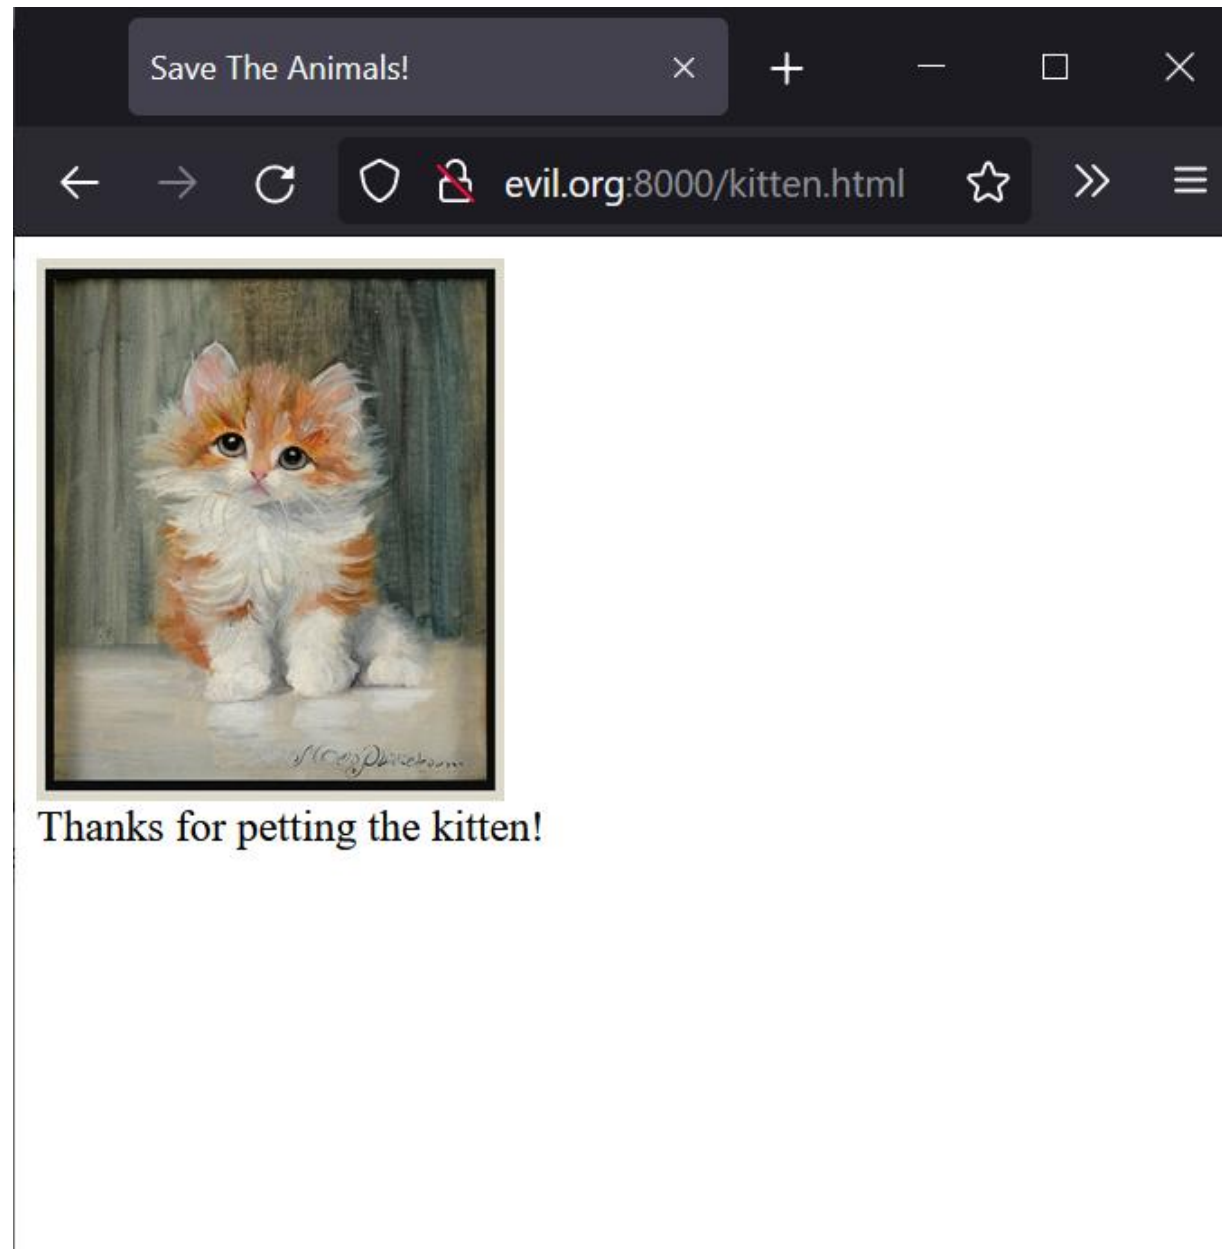 Save The Animals!
evil.org:8000/kitten.html
Thanks for petting the kitten!